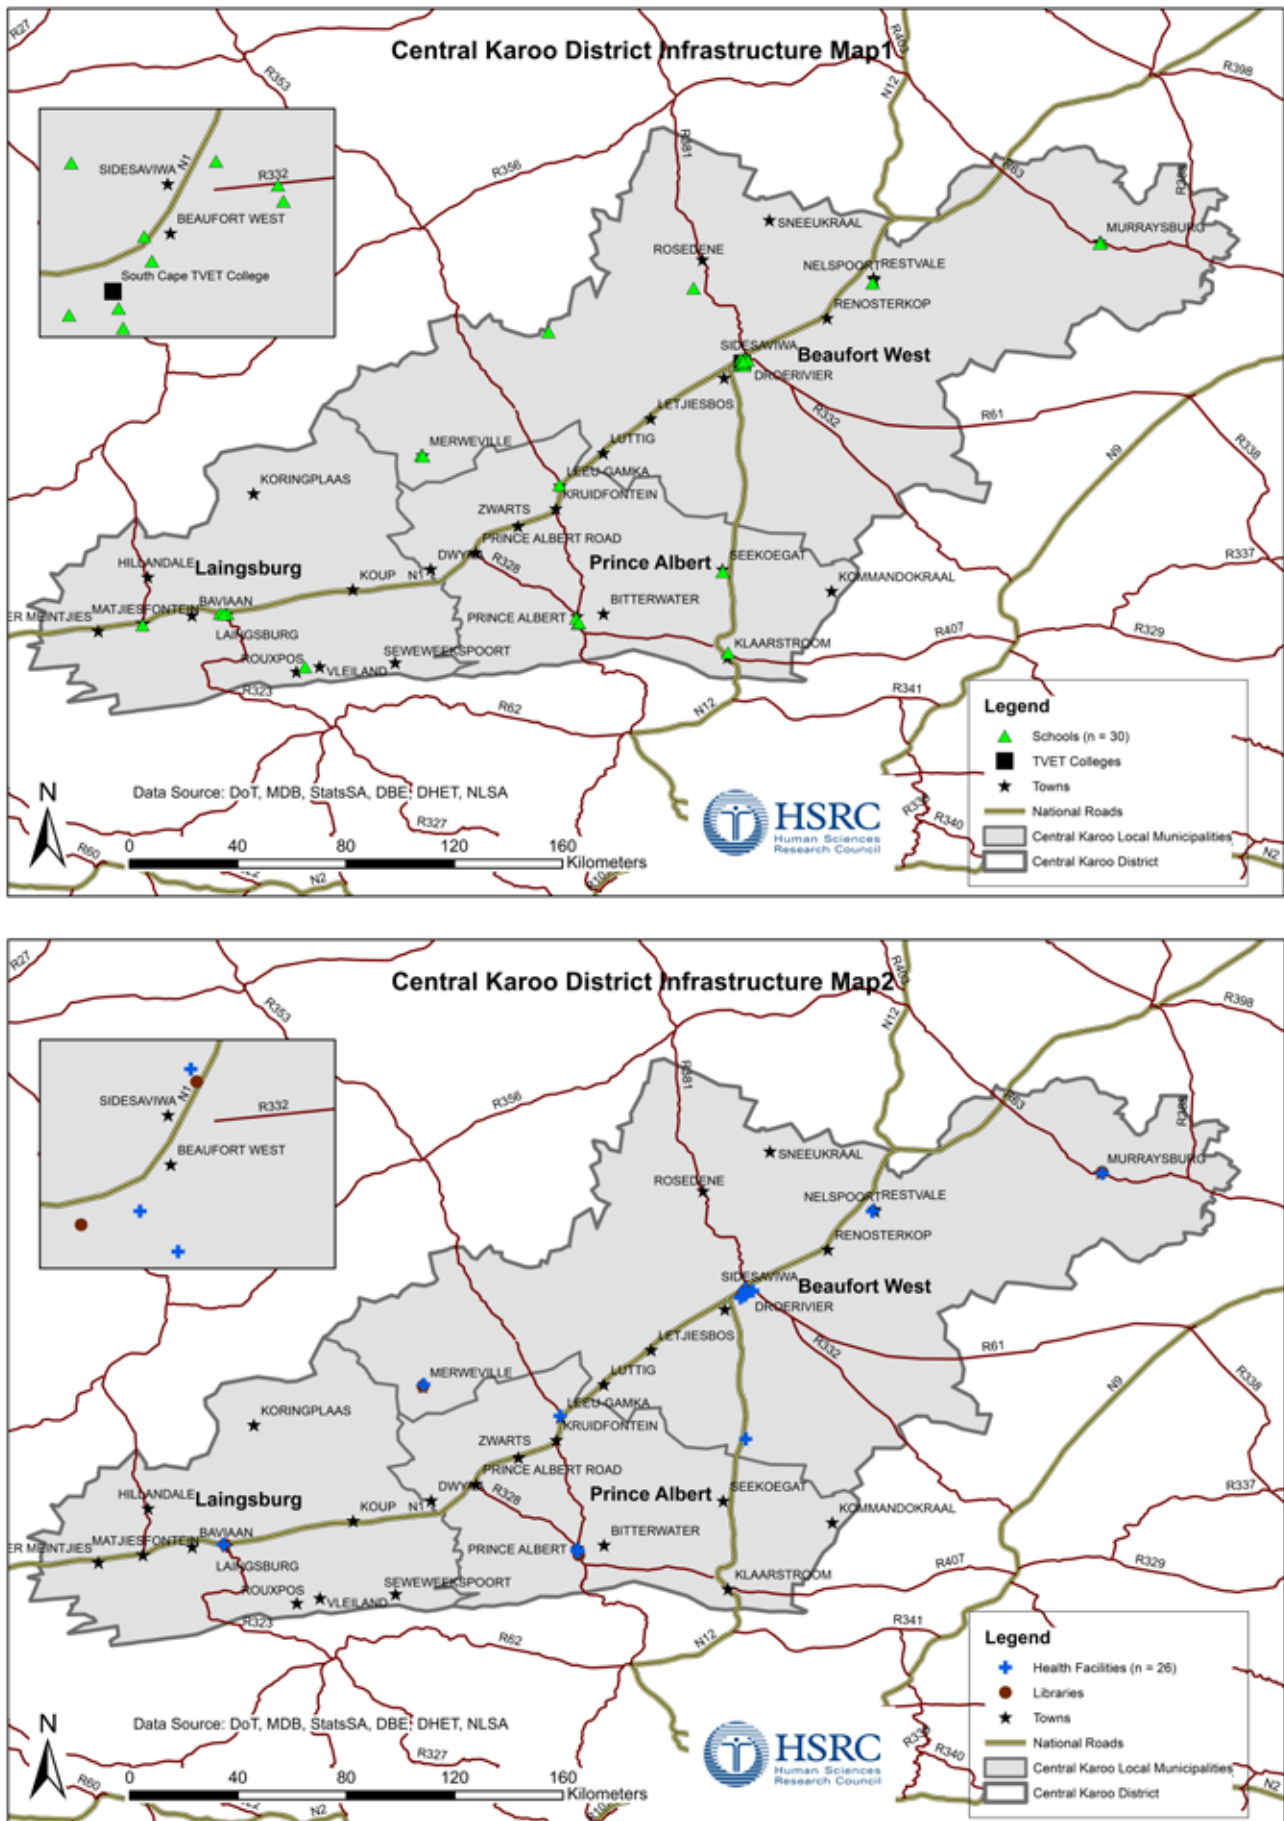 Central Karoo District Infrastructure Map1
R27
R353
R356
R381
R403
N12
R398
R63
SIDESAVIWA
N1
R332
BEAUFORT WEST
South Cape TVET College
SNEEUKRAAL
ROSEDENE
MURRAYSBURG
NELSPOORT
RESTVALE
RENOSTERKOP
SIDESAVIWA
Beaufort West
DROERIVIER
LETJIESBOS
R332
R61
LUTTIG
MERWEVILLE
N9
R338
KORINGPLAAS
LEEU-GAMKA
KRUIDFONTEIN
ZWARTS
PRINCE ALBERT ROAD
DWYKA
R328
Prince Albert
SEEKOEGAT
R337
HILLANDALE
Laingsburg
KOUP
N1
KOMMANDOKRAAL
ER MEINTJIES
MATJIESFONTEIN
BAVIAAN
BITTERWATER
PRINCE ALBERT
LAINGSBURG
KLAARSTROOM
R407
R329
ROUXPOS
VLEILAND
SEWEWEEKSPOORT
R323
R62
N12
R341
Legend
Schools (n = 30)
TVET Colleges
Towns
National Roads
Central Karoo Local Municipalities
Central Karoo District
N
Data Source: DoT, MDB, StatsSA, DBE, DHET, NLSA
R327
HSRC
Human Sciences
Research Council
R340
R60
N2
0 40 80 120 160
Kilometers
N2
Central Karoo District Infrastructure Map2
R27
R353
R356
R381
R403
N12
R398
R63
SIDESAVIWA
N1
R332
BEAUFORT WEST
SNEEUKRAAL
ROSEDENE
MURRAYSBURG
NELSPOORT
RESTVALE
RENOSTERKOP
SIDESAVIWA
Beaufort West
DROERIVIER
LETJIESBOS
R332
R61
LUTTIG
MERWEVILLE
N9
R338
KORINGPLAAS
LEEU-GAMKA
KRUIDFONTEIN
ZWARTS
PRINCE ALBERT ROAD
DWYKA
R328
Prince Albert
SEEKOEGAT
R337
HILLANDALE
Laingsburg
KOUP
N1
KOMMANDOKRAAL
ER MEINTJIES
MATJIESFONTEIN
BAVIAAN
BITTERWATER
PRINCE ALBERT
LAINGSBURG
KLAARSTROOM
R407
R329
ROUXPOS
VLEILAND
SEWEWEEKSPOORT
R323
R62
N12
R341
Legend
Health Facilities (n = 26)
Libraries
Towns
National Roads
Central Karoo Local Municipalities
Central Karoo District
N
Data Source: DoT, MDB, StatsSA, DBE, DHET, NLSA
R327
HSRC
Human Sciences
Research Council
R340
R60
N2
0 40 80 120 160
Kilometers
N2